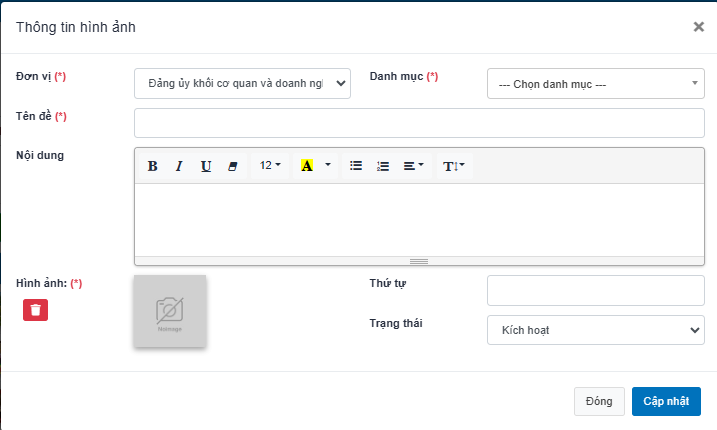 Thông tin hình ảnh ×
Đơn vị (*) Đảng ủy khối cơ quan và doanh ngh Danh mục (*) --- Chọn danh mục ---
Tên đề (*)
Nội dung B I U 12 A T
Hình ảnh: (*) Noimage Thứ tự
Trạng thái Kích hoạt
Đóng Cập nhật